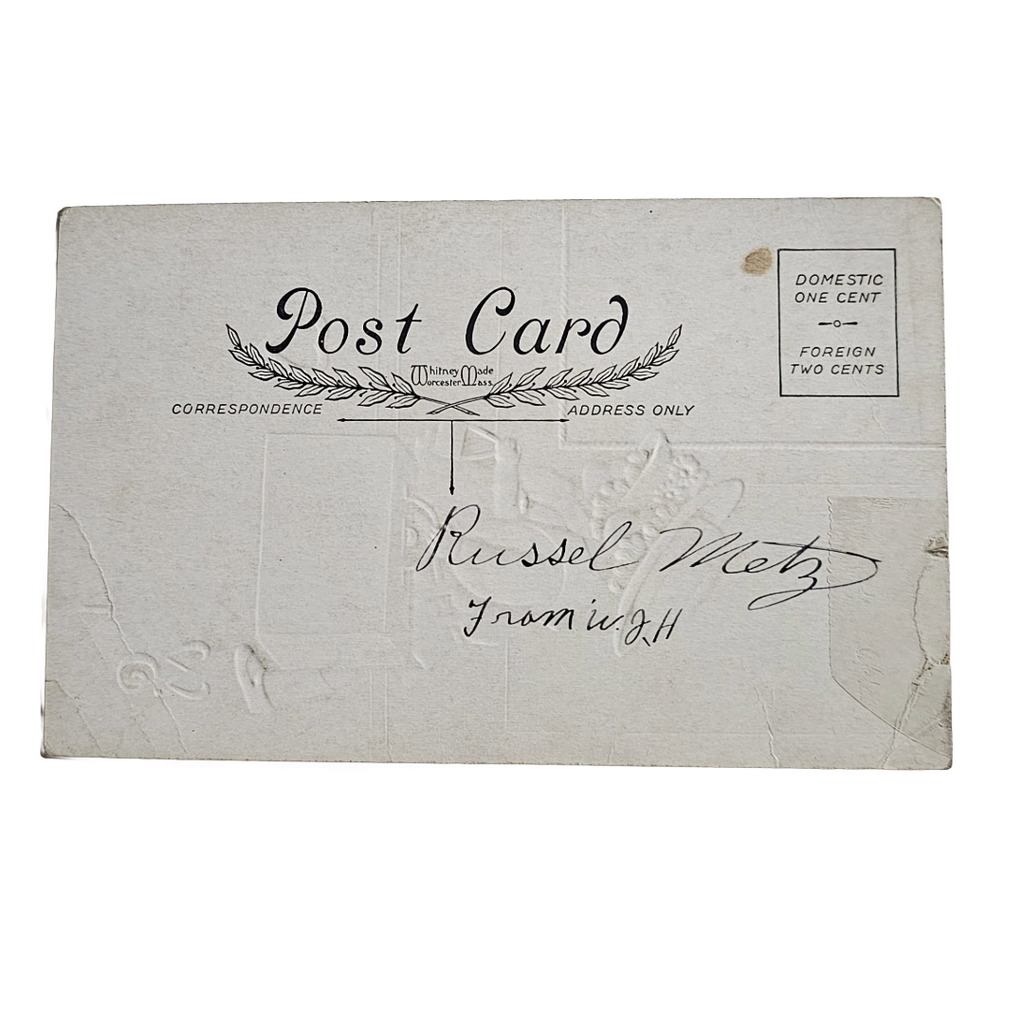 Post Card
Whitney Made
Worcester Mass.
CORRESPONDENCE
ADDRESS ONLY
DOMESTIC
ONE CENT
FOREIGN
TWO CENTS
Russel Metz
From W.J.H